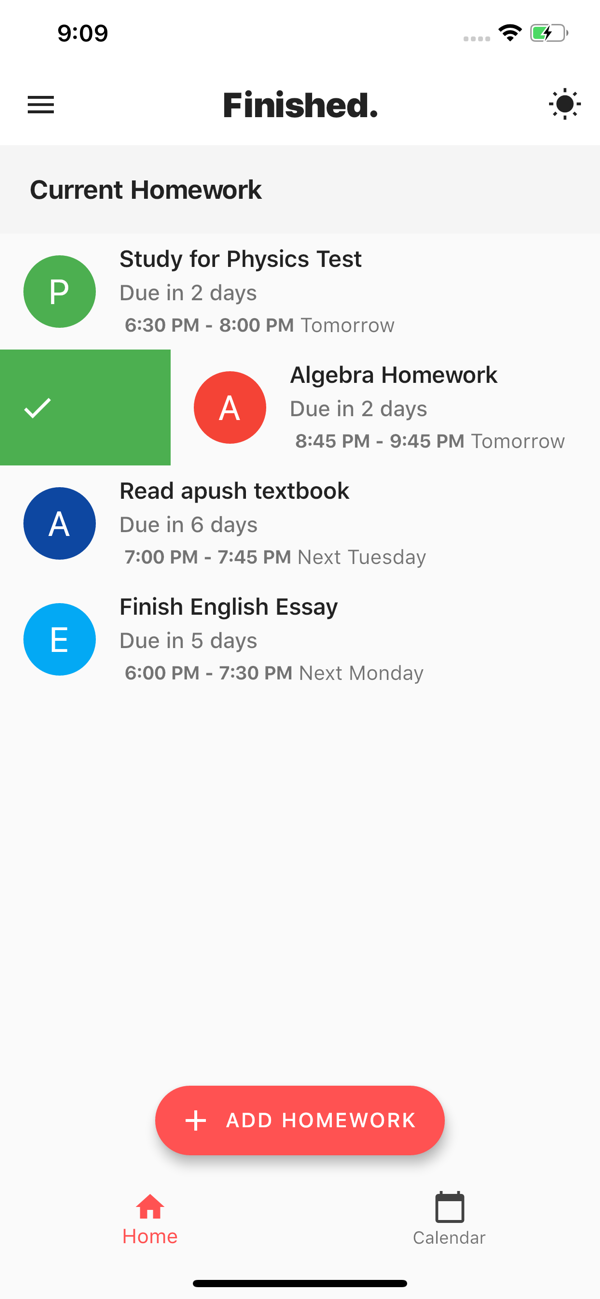 9:09
Finished.
Current Homework
P
Study for Physics Test
Due in 2 days
6:30 PM - 8:00 PM Tomorrow
A
Algebra Homework
Due in 2 days
8:45 PM - 9:45 PM Tomorrow
A
Read apush textbook
Due in 6 days
7:00 PM - 7:45 PM Next Tuesday
E
Finish English Essay
Due in 5 days
6:00 PM - 7:30 PM Next Monday
ADD HOMEWORK
Home
Calendar